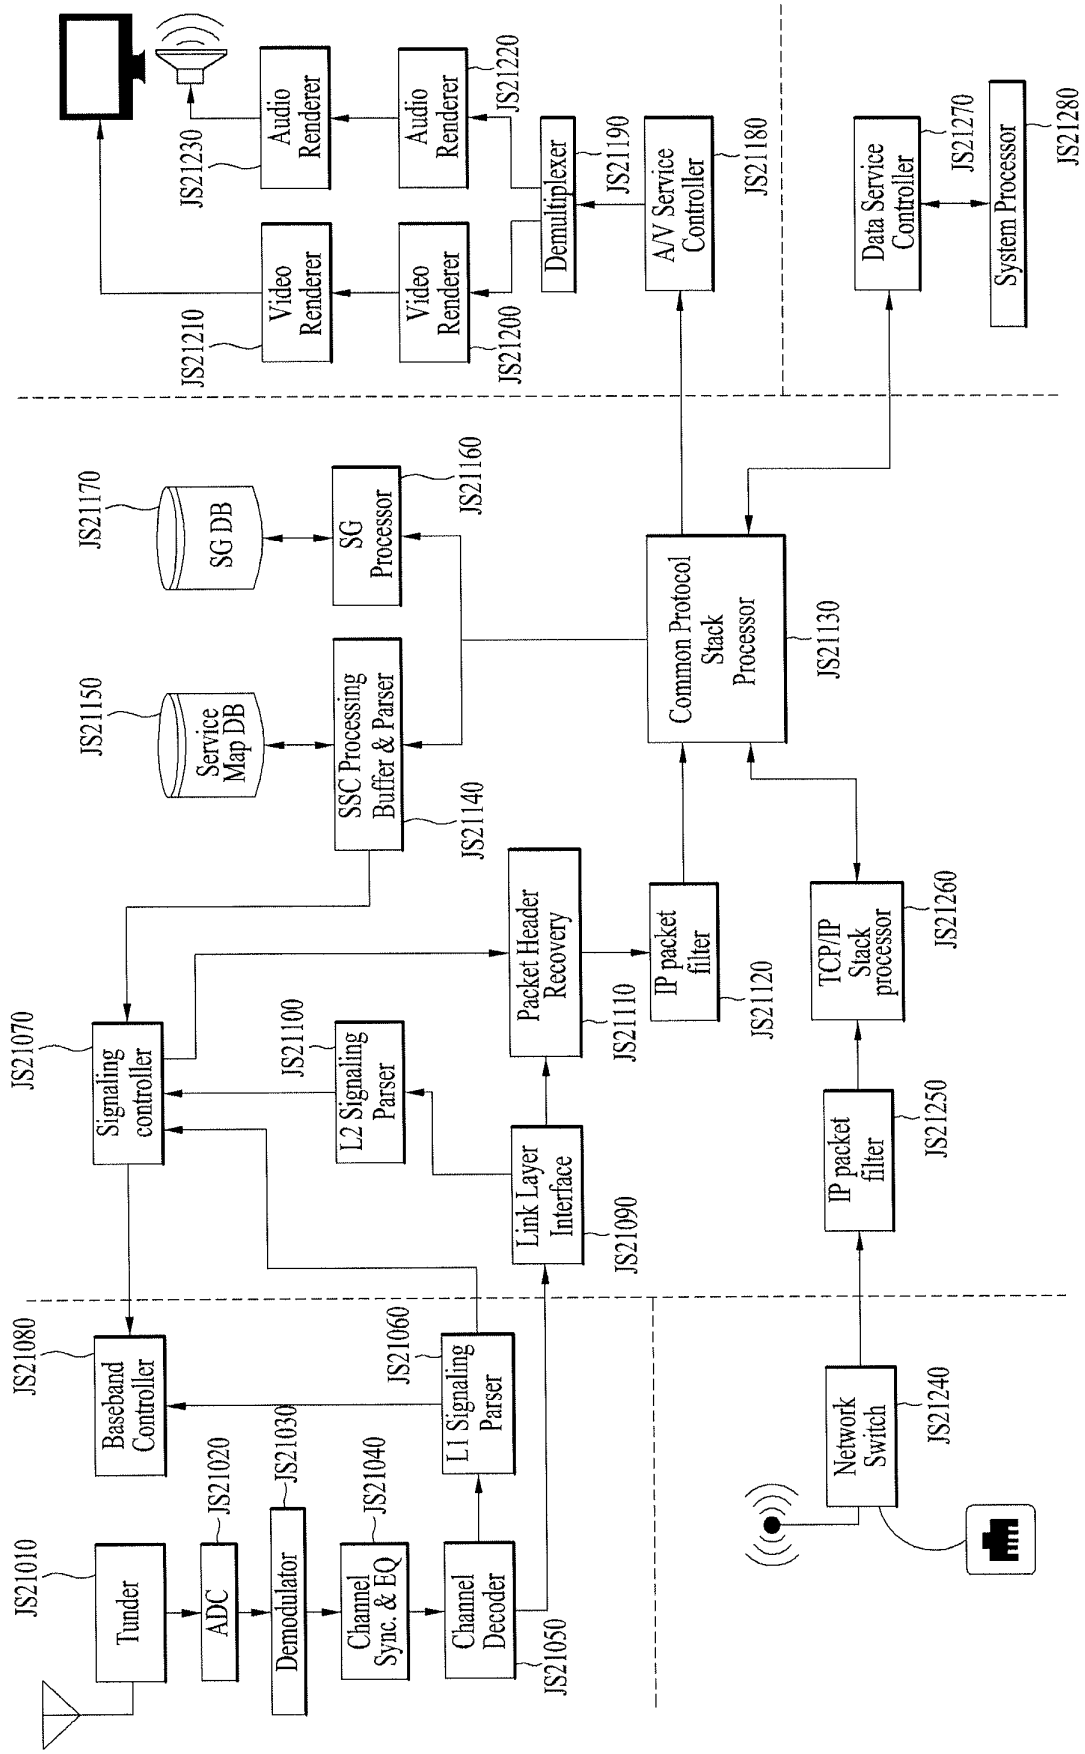 JS21010
Tunder
JS21020
ADC
JS21030
Demodulator
JS21040
Channel
Sync. & EQ
Channel
Decoder
JS21050
JS21080
Baseband
Controller
JS21060
L1 Signaling
Parser
JS21070
Signaling
controller
JS21100
L2 Signaling
Parser
Link Layer
Interface
JS21090
Packet Header
Recovery
JS21110
IP packet
filter
JS21120
JS21150
Service
Map DB
SSC Processing
Buffer & Parser
JS21140
JS21170
SG DB
SG
Processor
JS21160
Common Protocol
Stack
Processor
JS21130
Network
Switch
JS21240
IP packet
filter
JS21250
TCP/IP
Stack
processor
JS21260
JS21210
Video
Renderer
Video
Renderer
JS21200
JS21230
Audio
Renderer
Audio
Renderer
JS21220
Demultiplexer
JS21190
A/V Service
Controller
JS21180
Data Service
Controller
JS21270
System Processor
JS21280